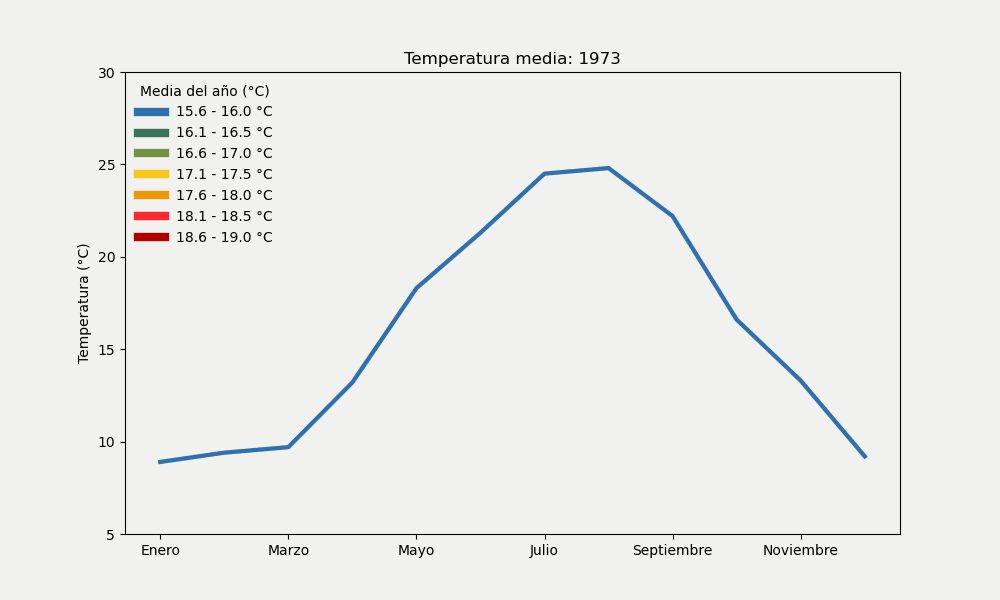 Temperatura media: 1973
30
Media del año (°C)
15.6 - 16.0 °C
16.1 - 16.5 °C
16.6 - 17.0 °C
17.1 - 17.5 °C
17.6 - 18.0 °C
18.1 - 18.5 °C
18.6 - 19.0 °C
25
20
15
10
5
Temperatura (°C)
Enero Marzo Mayo Julio Septiembre Noviembre